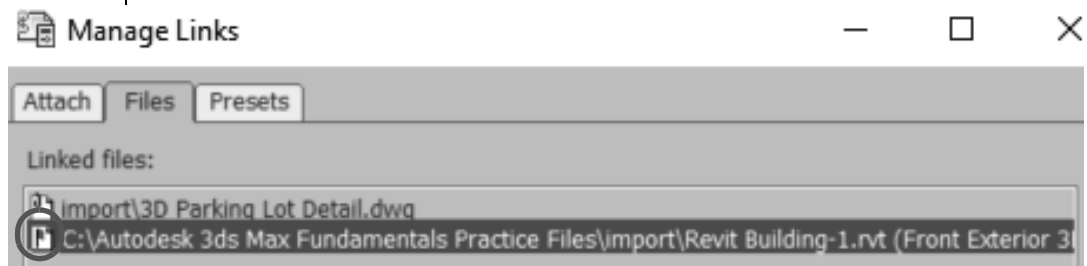 Manage Links
Attach Files Presets
Linked files:
import\3D Parking Lot Detail.dwg
C:\Autodesk 3ds Max Fundamentals Practice Files\import\Revit Building-1.rvt (Front Exterior